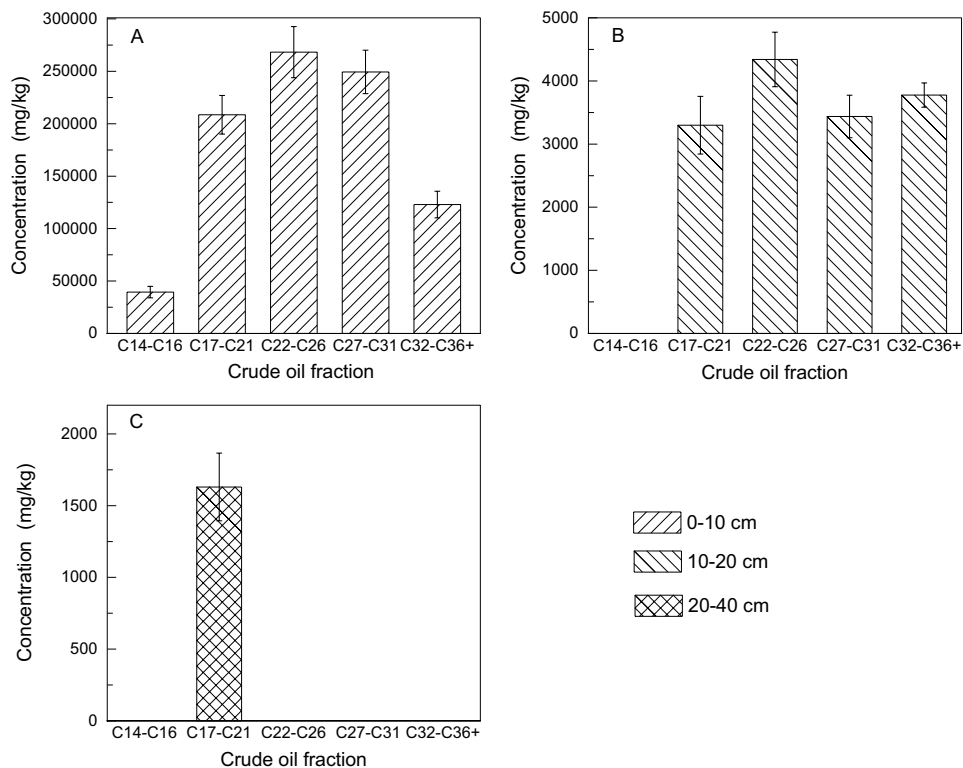 A
Concentration (mg/kg)
300000
250000
200000
150000
100000
50000
0
C14-C16 C17-C21 C22-C26 C27-C31 C32-C36+
Crude oil fraction
B
Concentration (mg/kg)
5000
4000
3000
2000
1000
0
C14-C16 C17-C21 C22-C26 C27-C31 C32-C36+
Crude oil fraction
C
Concentration (mg/kg)
2000
1500
1000
500
0
C14-C16 C17-C21 C22-C26 C27-C31 C32-C36+
Crude oil fraction
0-10 cm
10-20 cm
20-40 cm